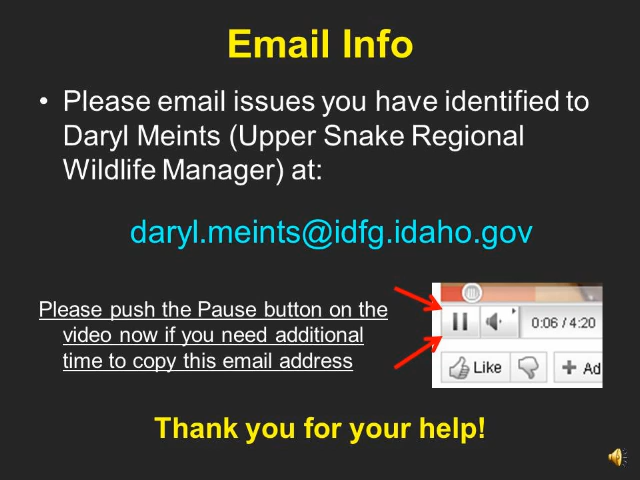 Email Info
• Please email issues you have identified to
Daryl Meints (Upper Snake Regional
Wildlife Manager) at:
daryl.meints@idfg.idaho.gov
Please push the Pause button on the
video now if you need additional
time to copy this email address
0:06 / 4:20
Like
+ Ad
Thank you for your help!